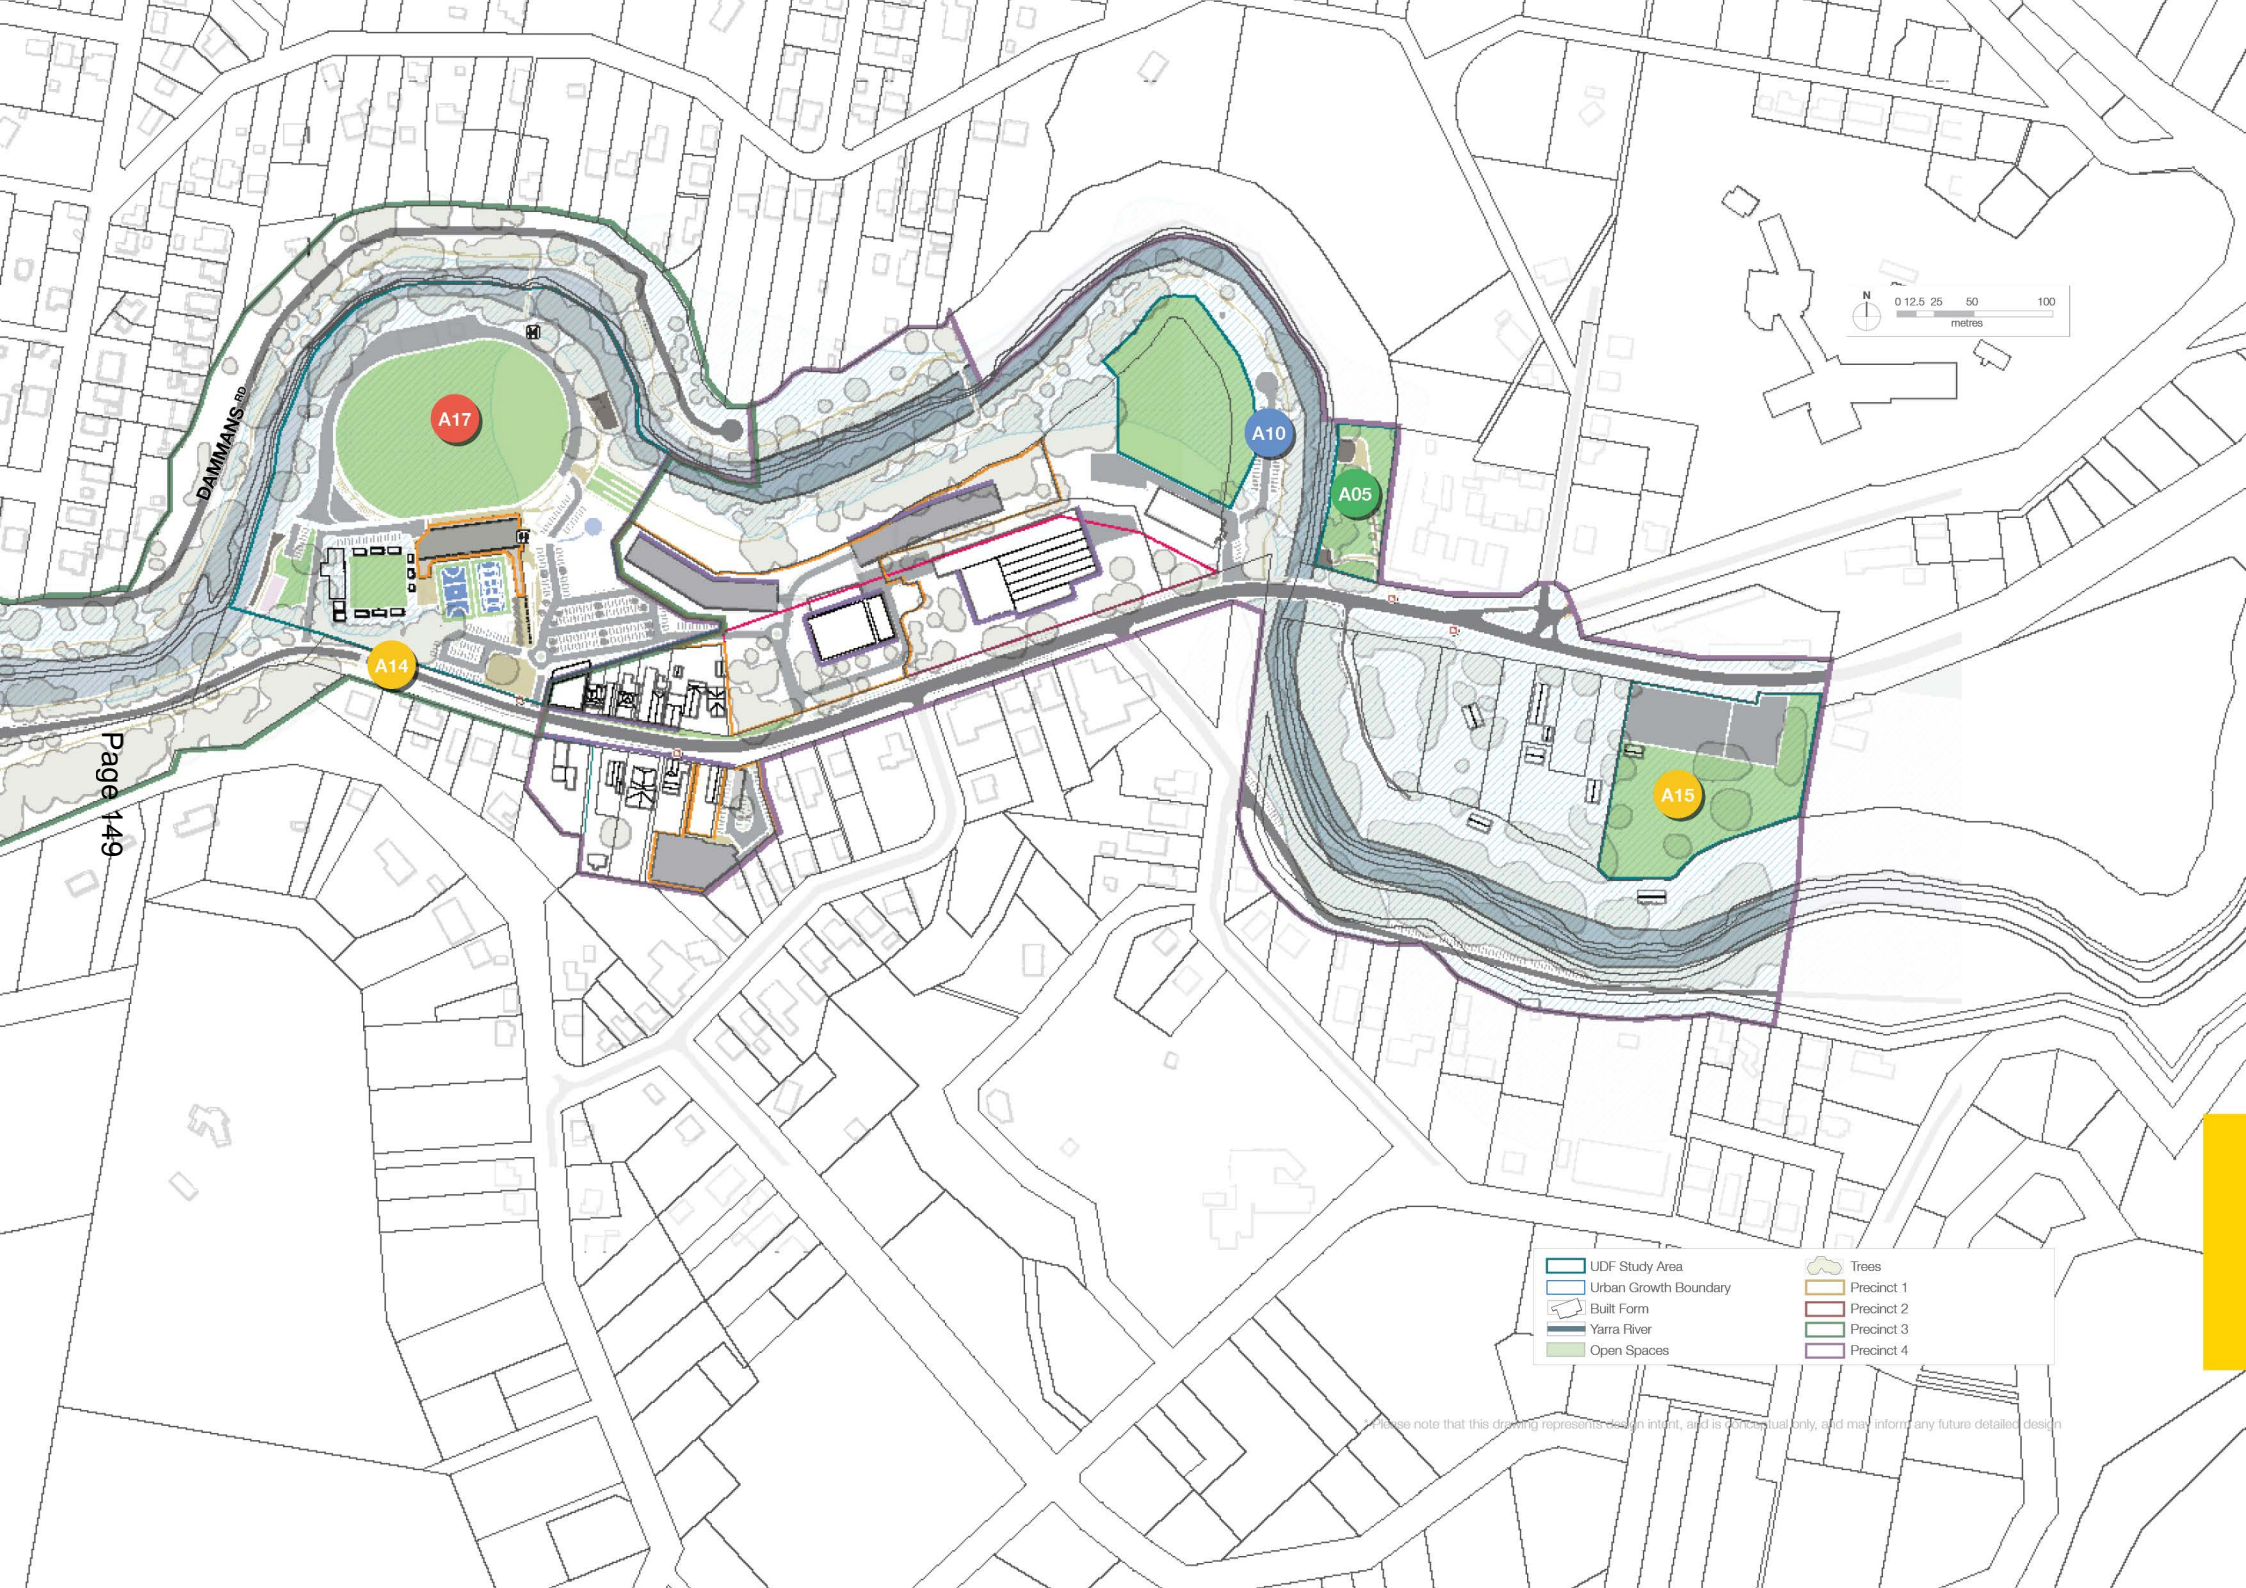 N
0 12.5 25 50 100
metres
A17
DAMMANS RD
A10
A05
A14
A15
Page 149
UDF Study Area
Urban Growth Boundary
Built Form
Yarra River
Open Spaces
Trees
Precinct 1
Precinct 2
Precinct 3
Precinct 4
* Please note that this drawing represents design intent, and is conceptual only, and may inform any future detailed design